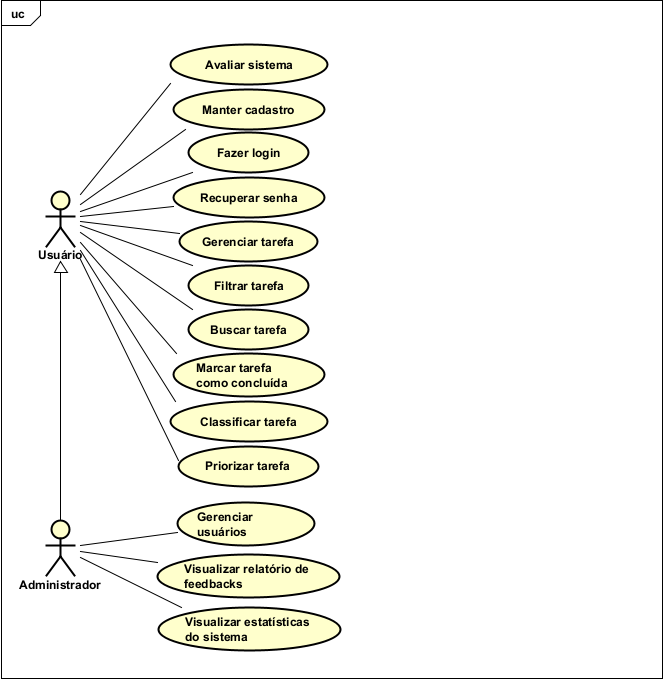 uc
Avaliar sistema
Manter cadastro
Fazer login
Recuperar senha
Usuário
Gerenciar tarefa
Filtrar tarefa
Buscar tarefa
Marcar tarefa
como concluída
Classificar tarefa
Priorizar tarefa
Gerenciar
usuários
Administrador
Visualizar relatório de
feedbacks
Visualizar estatísticas
do sistema